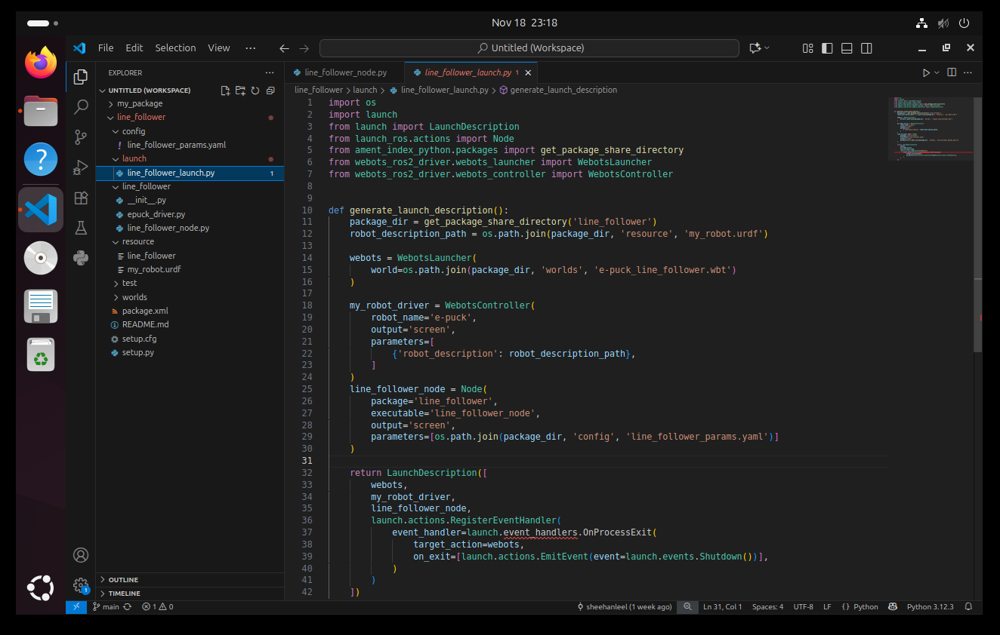 Nov 18 23:18
File Edit Selection View ··· Untitled (Workspace)
EXPLORER ···
line_follower_node.py line_follower_launch.py 1
line_follower > launch > line_follower_launch.py > generate_launch_description
UNTITLED (WORKSPACE)
my_package
line_follower
config
! line_follower_params.yaml
launch
line_follower_launch.py 1
line_follower
__init__.py
epuck_driver.py
line_follower_node.py
resource
line_follower
my_robot.urdf
test
worlds
package.xml
README.md
setup.cfg
setup.py
OUTLINE
TIMELINE
1 import os
2 import launch
3 from launch import LaunchDescription
4 from launch_ros.actions import Node
5 from ament_index_python.packages import get_package_share_directory
6 from webots_ros2_driver.webots_launcher import WebotsLauncher
7 from webots_ros2_driver.webots_controller import WebotsController
8
9
10 def generate_launch_description():
11     package_dir = get_package_share_directory('line_follower')
12     robot_description_path = os.path.join(package_dir, 'resource', 'my_robot.urdf')
13
14     webots = WebotsLauncher(
15         world=os.path.join(package_dir, 'worlds', 'e-puck_line_follower.wbt')
16     )
17
18     my_robot_driver = WebotsController(
19         robot_name='e-puck',
20         output='screen',
21         parameters=[
22             {'robot_description': robot_description_path},
23         ]
24     )
25     line_follower_node = Node(
26         package='line_follower',
27         executable='line_follower_node',
28         output='screen',
29         parameters=[os.path.join(package_dir, 'config', 'line_follower_params.yaml')]
30     )
31
32     return LaunchDescription([
33         webots,
34         my_robot_driver,
35         line_follower_node,
36         launch.actions.RegisterEventHandler(
37             event_handler=launch.event_handlers.OnProcessExit(
38                 target_action=webots,
39                 on_exit=[launch.actions.EmitEvent(event=launch.events.Shutdown())],
40             )
41         )
42     ])
1
main 1 0 sheehanleel (1 week ago) Ln 31, Col 1 Spaces: 4 UTF-8 LF {} Python Python 3.12.3